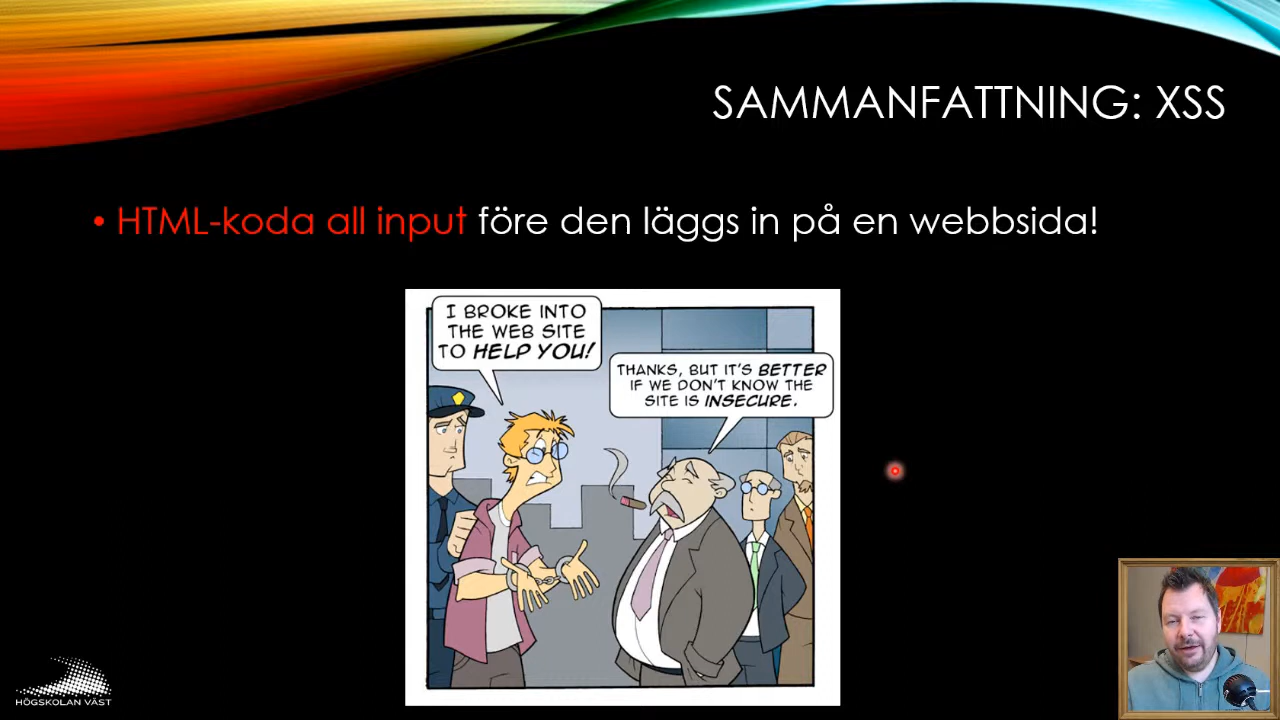 SAMMANFATTNING: XSS
• HTML-koda all input före den läggs in på en webbsida!
I BROKE INTO
THE WEB SITE
TO HELP YOU!
THANKS, BUT IT'S BETTER
IF WE DON'T KNOW THE
SITE IS INSECURE.
HÖGSKOLAN VÄST